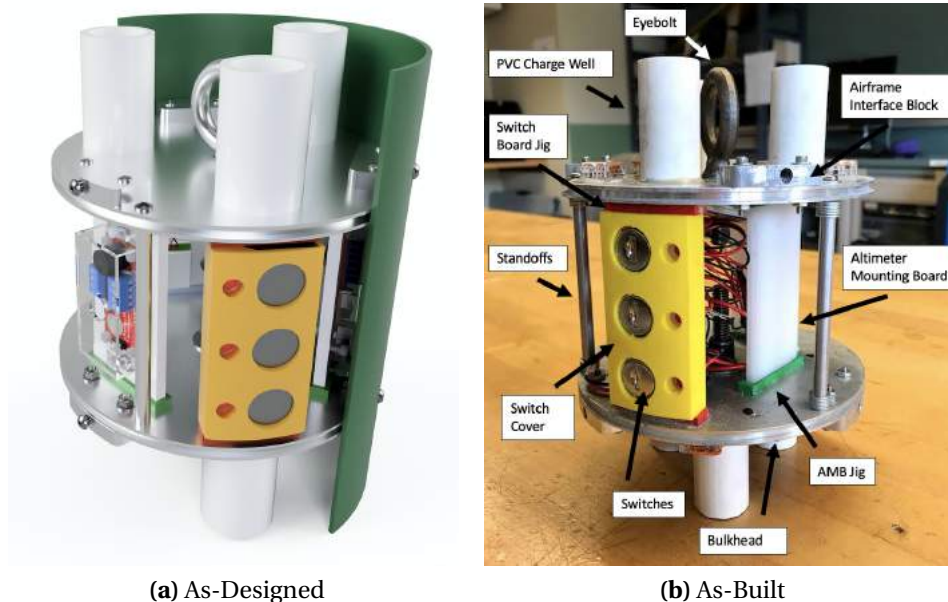 Eyebolt
PVC Charge Well
Airframe
Interface Block
Switch
Board Jig
Standoffs
Altimeter
Mounting Board
Switch
Cover
AMB Jig
Switches
Bulkhead
(a) As-Designed
(b) As-Built